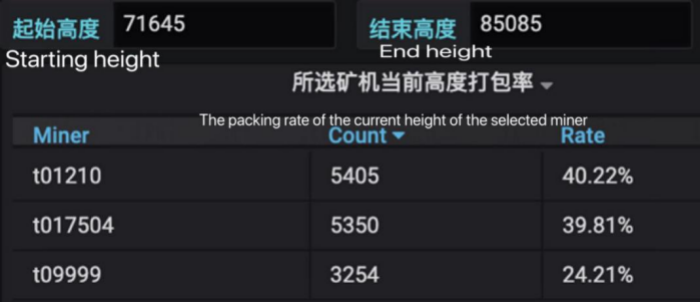 起始高度 71645 结束高度 85085
Starting height End height
所选矿机当前高度打包率
The packing rate of the current height of the selected miner
Miner Count Rate
t01210 5405 40.22%
t017504 5350 39.81%
t09999 3254 24.21%